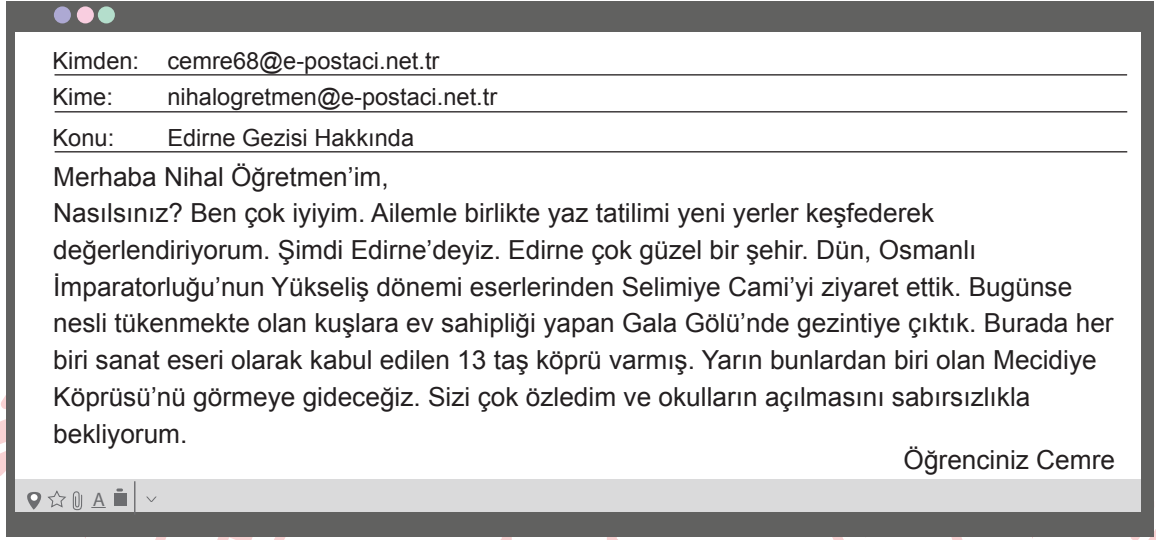 Kimden: cemre68@e-postaci.net.tr
Kime: nihalogretmen@e-postaci.net.tr
Konu: Edirne Gezisi Hakkında
Merhaba Nihal Öğretmen’im,
Nasılsınız? Ben çok iyiyim. Ailemle birlikte yaz tatilimi yeni yerler keşfederek
değerlendiriyorum. Şimdi Edirne’deyiz. Edirne çok güzel bir şehir. Dün, Osmanlı
İmparatorluğu’nun Yükseliş dönemi eserlerinden Selimiye Cami’yi ziyaret ettik. Bugünse
nesli tükenmekte olan kuşlara ev sahipliği yapan Gala Gölü’nde gezintiye çıktık. Burada her
biri sanat eseri olarak kabul edilen 13 taş köprü varmış. Yarın bunlardan biri olan Mecidiye
Köprüsü’nü görmeye gideceğiz. Sizi çok özledim ve okulların açılmasını sabırsızlıkla
bekliyorum.
Öğrenciniz Cemre
A